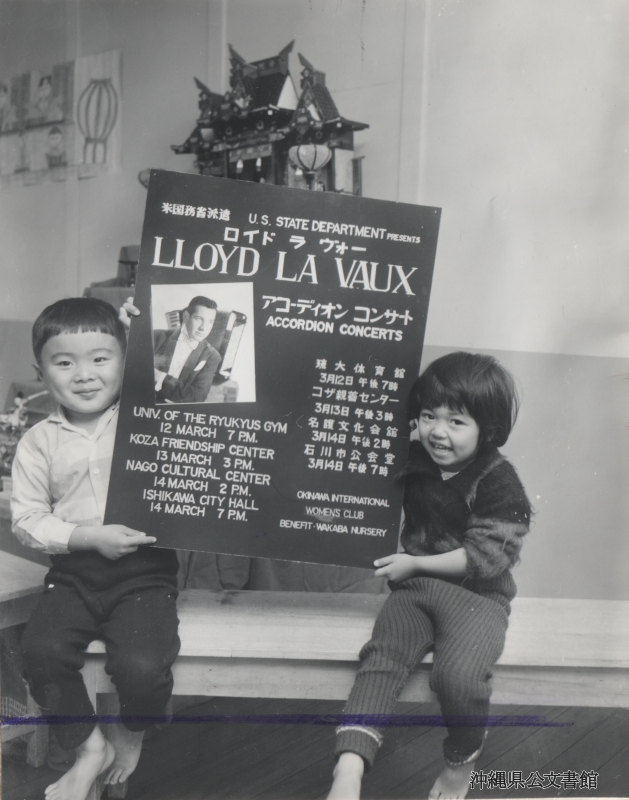 米国務省派遣
U.S. STATE DEPARTMENT PRESENTS
ロイド ラ ヴォー
LLOYD LA VAUX
アコーディオン コンサート
ACCORDION CONCERTS
琉大体育館
3月12日 午後7時
コザ親善センター
3月13日 午後3時
名護文化会館
3月14日 午後2時
石川市公会堂
3月14日 午後7時
UNIV. OF THE RYUKYUS GYM
12 MARCH 7 P.M.
KOZA FRIENDSHIP CENTER
13 MARCH 3 P.M.
NAGO CULTURAL CENTER
14 MARCH 2 P.M.
ISHIKAWA CITY HALL
14 MARCH 7 P.M.
OKINAWA INTERNATIONAL
WOMEN'S CLUB
BENEFIT-WAKABA NURSERY
沖縄県公文書館